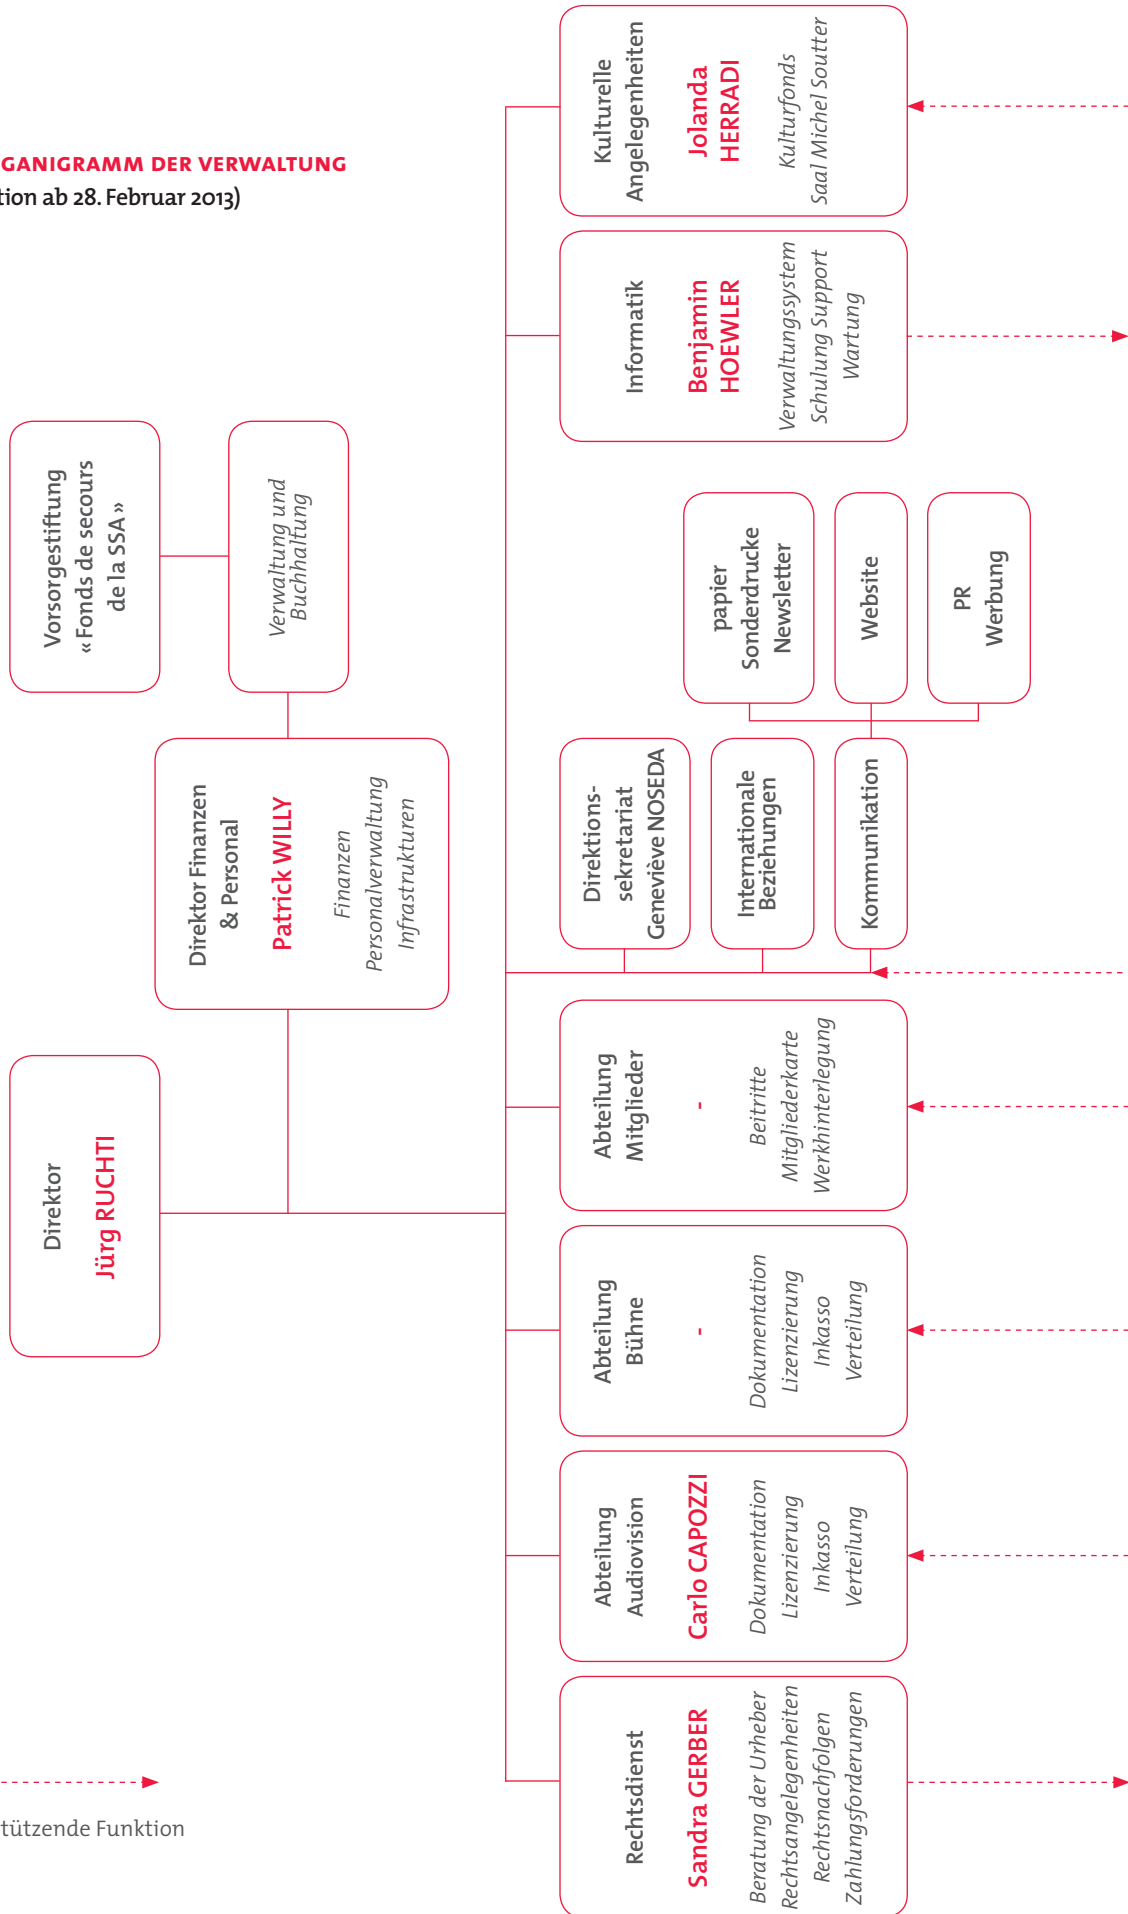 GANIGRAMM DER VERWALTUNG
tion ab 28. Februar 2013)
Direktor
Jürg RUCHTI
Vorsorgestiftung
« Fonds de secours
de la SSA »
Verwaltung und
Buchhaltung
Direktor Finanzen
& Personal
Patrick WILLY
Finanzen
Personalverwaltung
Infrastrukturen
Rechtsdienst
Sandra GERBER
Beratung der Urheber
Rechtsangelegenheiten
Rechtsnachfolgen
Zahlungsforderungen
Abteilung
Audiovision
Carlo CAPOZZI
Dokumentation
Lizenzierung
Inkasso
Verteilung
Abteilung
Bühne
-
Dokumentation
Lizenzierung
Inkasso
Verteilung
Abteilung
Mitglieder
-
Beitritte
Mitgliederkarte
Werkhinterlegung
Direktions-
sekretariat
Geneviève NOSEDA
Internationale
Beziehungen
Kommunikation
papier
Sonderdrucke
Newsletter
Website
PR
Werbung
Informatik
Benjamin
HOEWLER
Verwaltungssystem
Schulung Support
Wartung
Kulturelle
Angelegenheiten
Jolanda
HERRADI
Kulturfonds
Saal Michel Soutter
tützende Funktion